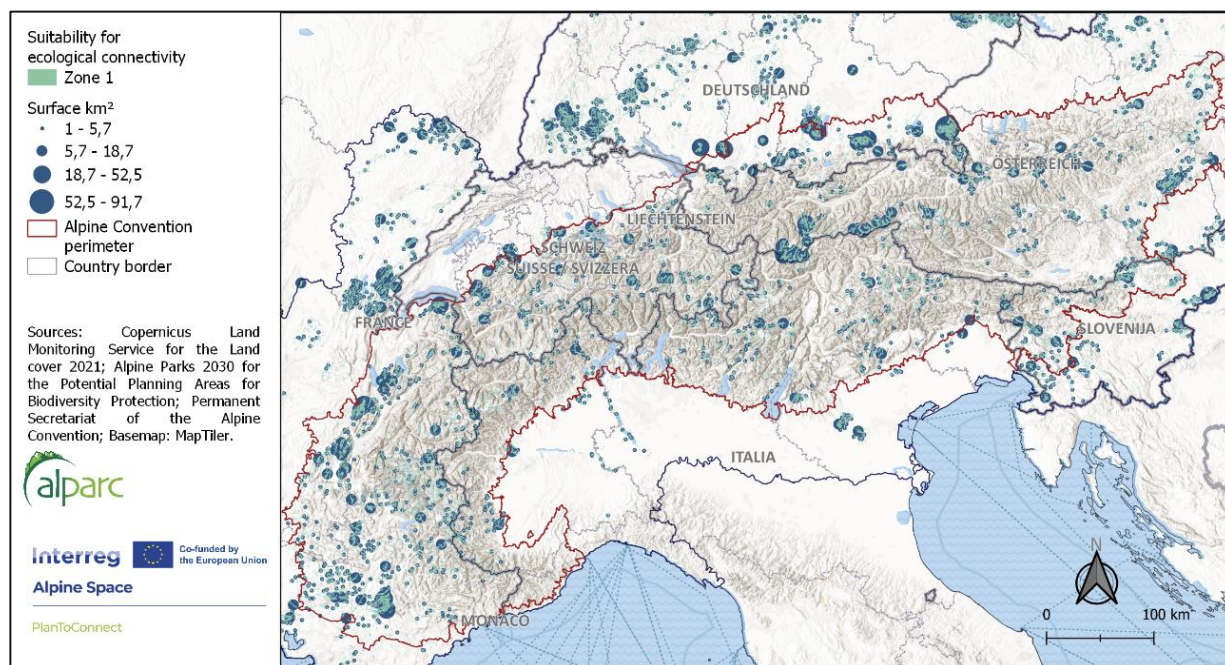 Suitability for
ecological connectivity
Zone 1
Surface km²
1 - 5,7
5,7 - 18,7
18,7 - 52,5
52,5 - 91,7
Alpine Convention
perimeter
Country border
Sources: Copernicus Land
Monitoring Service for the Land
cover 2021; Alpine Parks 2030 for
the Potential Planning Areas for
Biodiversity Protection; Permanent
Secretariat of the Alpine
Convention; Basemap: MapTiler.
alparc
Interreg
Co-funded by
the European Union
Alpine Space
PlanToConnect
DEUTSCHLAND
ÖSTERREICH
LIECHTENSTEIN
SCHWEIZ
SUISSE / SVIZZERA
FRANCE
SLOVENIJA
ITALIA
MONACO
N
0
100 km